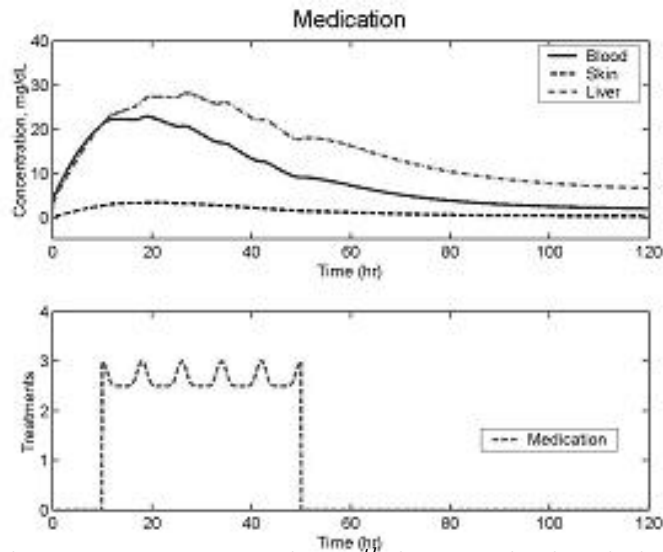 Medication
Concentration, mg/dL
40
30
20
10
0
Blood
Skin
Liver
0 20 40 60 80 100 120
Time (hr)
Treatments
4
3
2
1
0
Medication
0 20 40 60 80 100 120
Time (hr)